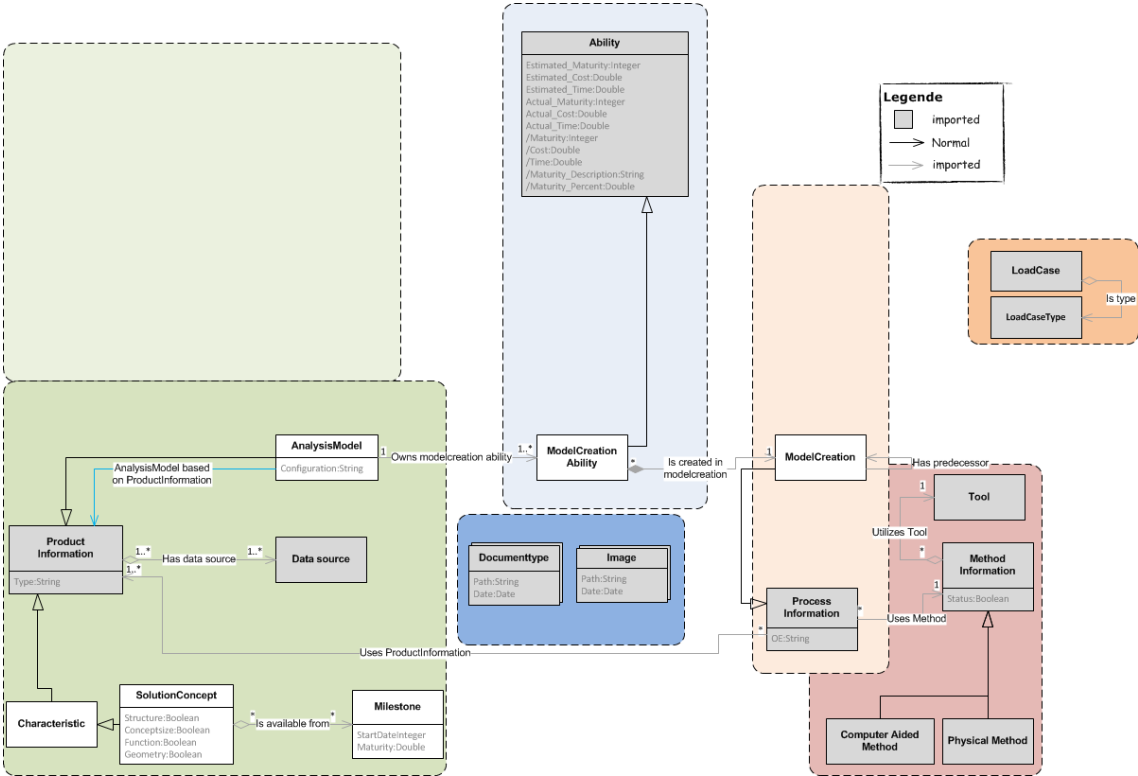 Ability
Estimated_Maturity:Integer
Estimated_Cost:Double
Estimated_Time:Double
Actual_Maturity:Integer
Actual_Cost:Double
Actual_Time:Double
/Maturity:Integer
/Cost:Double
/Time:Double
/Maturity_Description:String
/Maturity_Percent:Double
Legende
imported
Normal
imported
LoadCase
Is type
LoadCaseType
AnalysisModel
Configuration:String
1
Owns modelcreation ability
1..*
ModelCreation
Ability
*
Is created in
modelcreation
1
ModelCreation
Has predecessor
AnalysisModel based
on ProductInformation
Product
Information
Type:String
1..*
Has data source
1..*
Data source
1..*
Documenttype
Path:String
Date:Date
Image
Path:String
Date:Date
Tool
1
Utilizes Tool
*
Method
Information
Status:Boolean
1
Process
Information
OE:String
*
Uses Method
*
Uses ProductInformation
Characteristic
SolutionConcept
Structure:Boolean
Conceptsize:Boolean
Function:Boolean
Geometry:Boolean
*
Is available from
*
Milestone
StartDateInteger
Maturity:Double
Computer Aided
Method
Physical Method